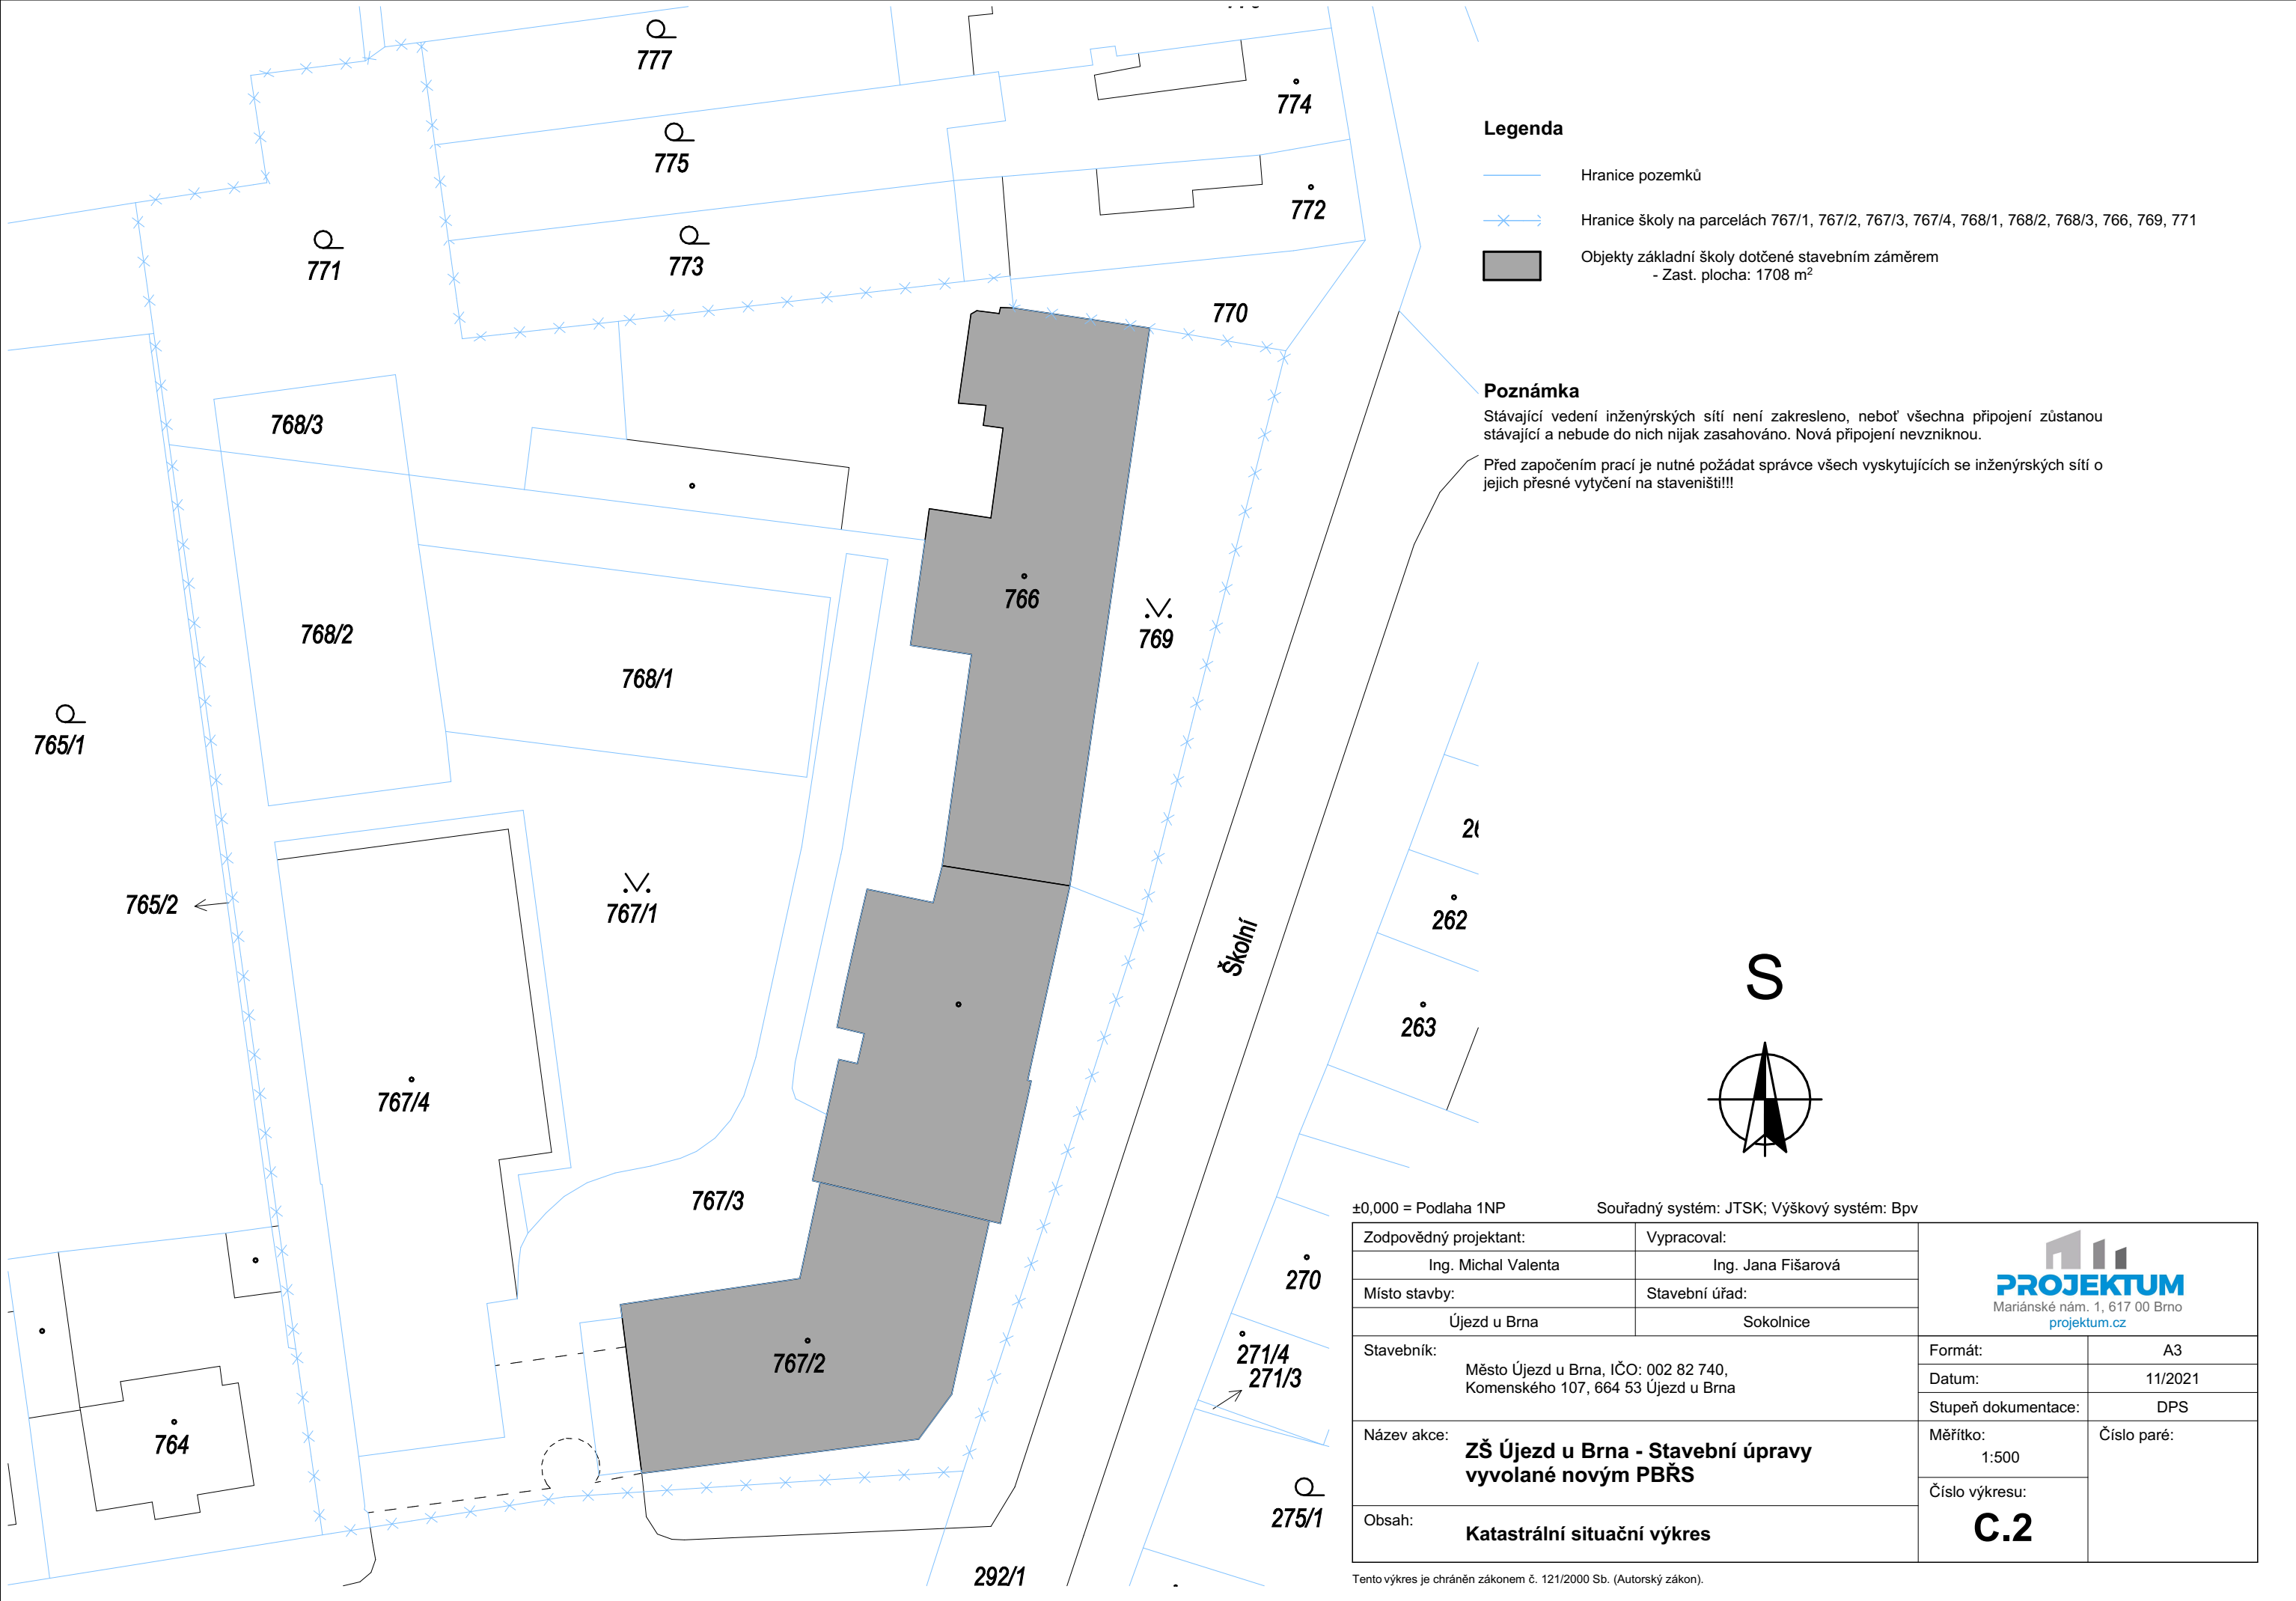 777
774
775
772
773
771
770
768/3
766
769
768/2
768/1
765/1
765/2
767/1
262
Školní
263
767/4
767/3
270
271/4
271/3
767/2
764
275/1
292/1
Legenda
Hranice pozemků
Hranice školy na parcelách 767/1, 767/2, 767/3, 767/4, 768/1, 768/2, 768/3, 766, 769, 771
Objekty základní školy dotčené stavebním záměrem
- Zast. plocha: 1708 m²
Poznámka
Stávající vedení inženýrských sítí není zakresleno, neboť všechna připojení zůstanou
stávající a nebude do nich nijak zasahováno. Nová připojení nevzniknou.
Před započením prací je nutné požádat správce všech vyskytujících se inženýrských sítí o
jejich přesné vytyčení na staveništi!!!
S
±0,000 = Podlaha 1NP Souřadný systém: JTSK; Výškový systém: Bpv
Zodpovědný projektant: Vypracoval:
Ing. Michal Valenta Ing. Jana Fišarová
Místo stavby: Stavební úřad:
Újezd u Brna Sokolnice
PROJEKTUM
Mariánské nám. 1, 617 00 Brno
projektum.cz
Stavebník:
Město Újezd u Brna, IČO: 002 82 740,
Komenského 107, 664 53 Újezd u Brna
Formát: A3
Datum: 11/2021
Stupeň dokumentace: DPS
Název akce:
ZŠ Újezd u Brna - Stavební úpravy
vyvolané novým PBŘS
Měřítko:
1:500
Číslo paré:
Obsah:
Katastrální situační výkres
Číslo výkresu:
C.2
Tento výkres je chráněn zákonem č. 121/2000 Sb. (Autorský zákon).